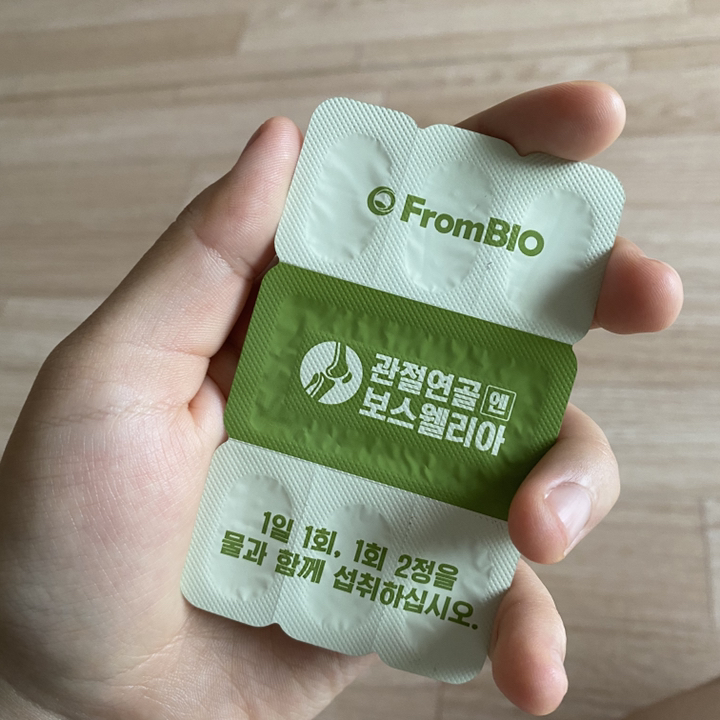 FromBIO
관절연골엔
보스웰리아
1일 1회, 1회 2정을
물과 함께 섭취하십시오.